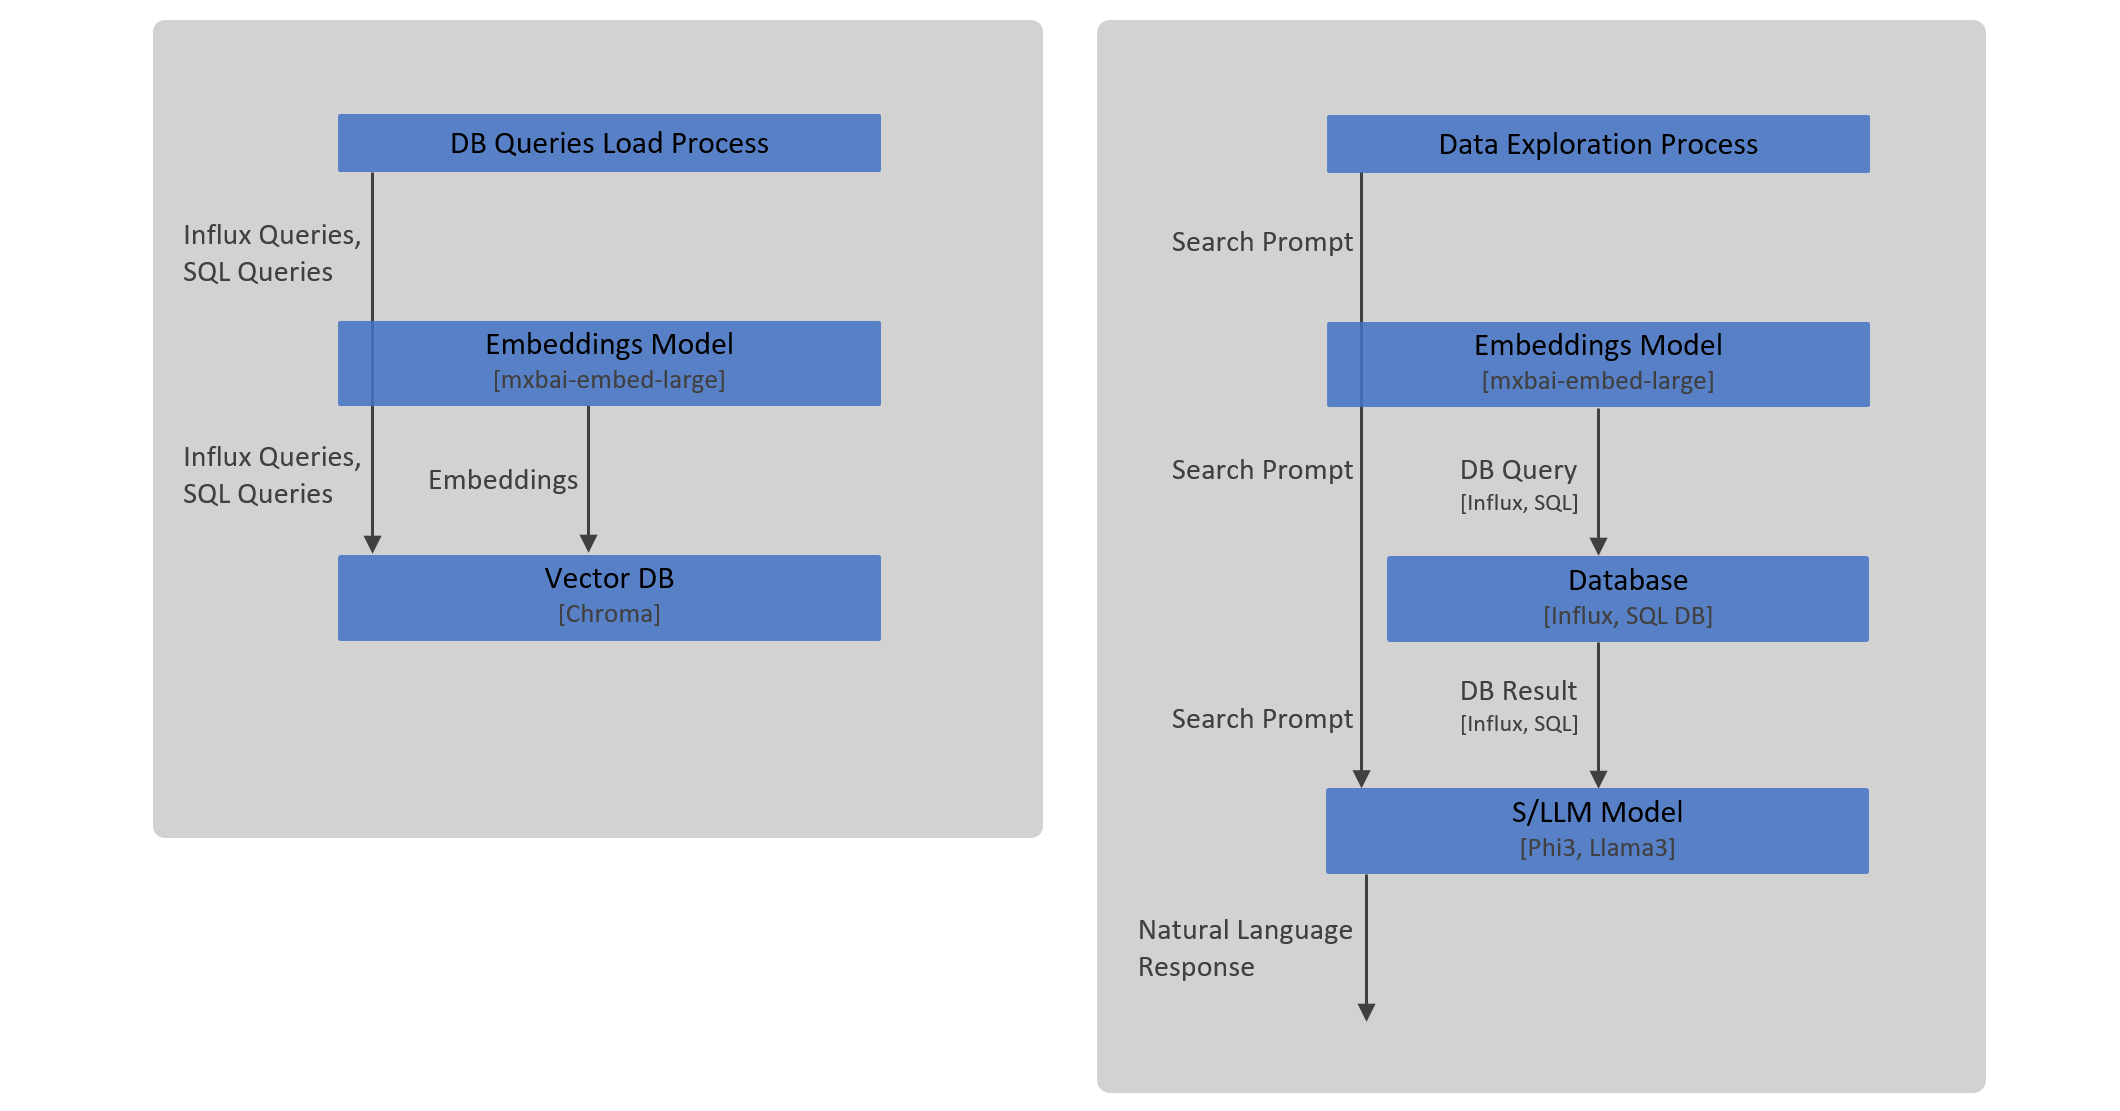 DB Queries Load Process
Influx Queries,
SQL Queries
Embeddings Model
[mxbai-embed-large]
Influx Queries,
SQL Queries
Embeddings
Vector DB
[Chroma]
Data Exploration Process
Search Prompt
Embeddings Model
[mxbai-embed-large]
Search Prompt
DB Query
[Influx, SQL]
Database
[Influx, SQL DB]
DB Result
[Influx, SQL]
Search Prompt
S/LLM Model
[Phi3, Llama3]
Natural Language
Response